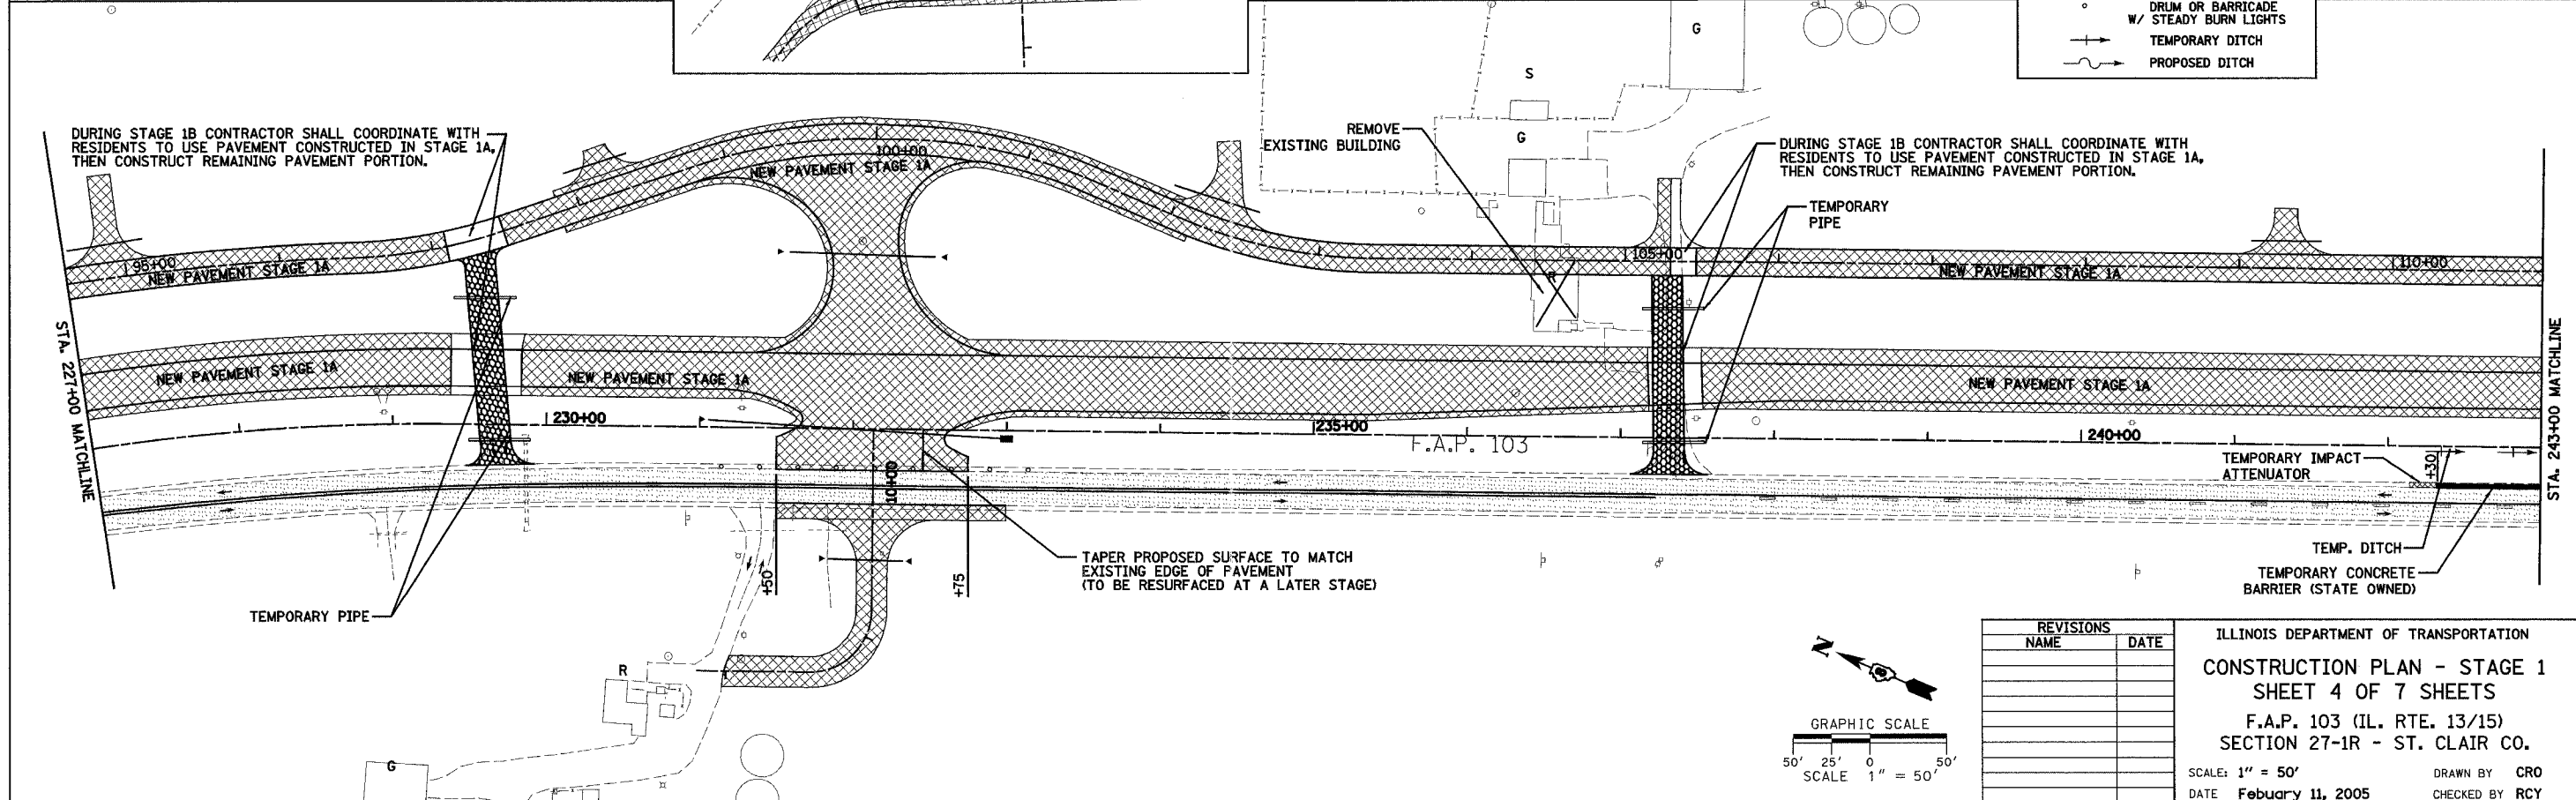 DRUM OR BARRICADE
W/ STEADY BURN LIGHTS
TEMPORARY DITCH
PROPOSED DITCH
G
S
G
DURING STAGE 1B CONTRACTOR SHALL COORDINATE WITH
RESIDENTS TO USE PAVEMENT CONSTRUCTED IN STAGE 1A,
THEN CONSTRUCT REMAINING PAVEMENT PORTION.
REMOVE
EXISTING BUILDING
DURING STAGE 1B CONTRACTOR SHALL COORDINATE WITH
RESIDENTS TO USE PAVEMENT CONSTRUCTED IN STAGE 1A,
THEN CONSTRUCT REMAINING PAVEMENT PORTION.
TEMPORARY
PIPE
100+00
NEW PAVEMENT STAGE 1A
95+00
NEW PAVEMENT STAGE 1A
105+00
R
NEW PAVEMENT STAGE 1A
110+00
STA. 227+00 MATCHLINE
NEW PAVEMENT STAGE 1A
NEW PAVEMENT STAGE 1A
NEW PAVEMENT STAGE 1A
STA. 243+00 MATCHLINE
230+00
235+00
F.A.P. 103
240+00
10+00
TEMPORARY IMPACT
ATTENUATOR
+30
TEMP. DITCH
TEMPORARY CONCRETE
BARRIER (STATE OWNED)
TAPER PROPOSED SURFACE TO MATCH
EXISTING EDGE OF PAVEMENT
(TO BE RESURFACED AT A LATER STAGE)
+50
+75
TEMPORARY PIPE
R
G
N
GRAPHIC SCALE
50' 25' 0 50'
SCALE 1" = 50'
REVISIONS
NAME DATE
ILLINOIS DEPARTMENT OF TRANSPORTATION
CONSTRUCTION PLAN - STAGE 1
SHEET 4 OF 7 SHEETS
F.A.P. 103 (IL. RTE. 13/15)
SECTION 27-1R - ST. CLAIR CO.
SCALE: 1" = 50' DRAWN BY CRO
DATE Febuary 11, 2005 CHECKED BY RCY